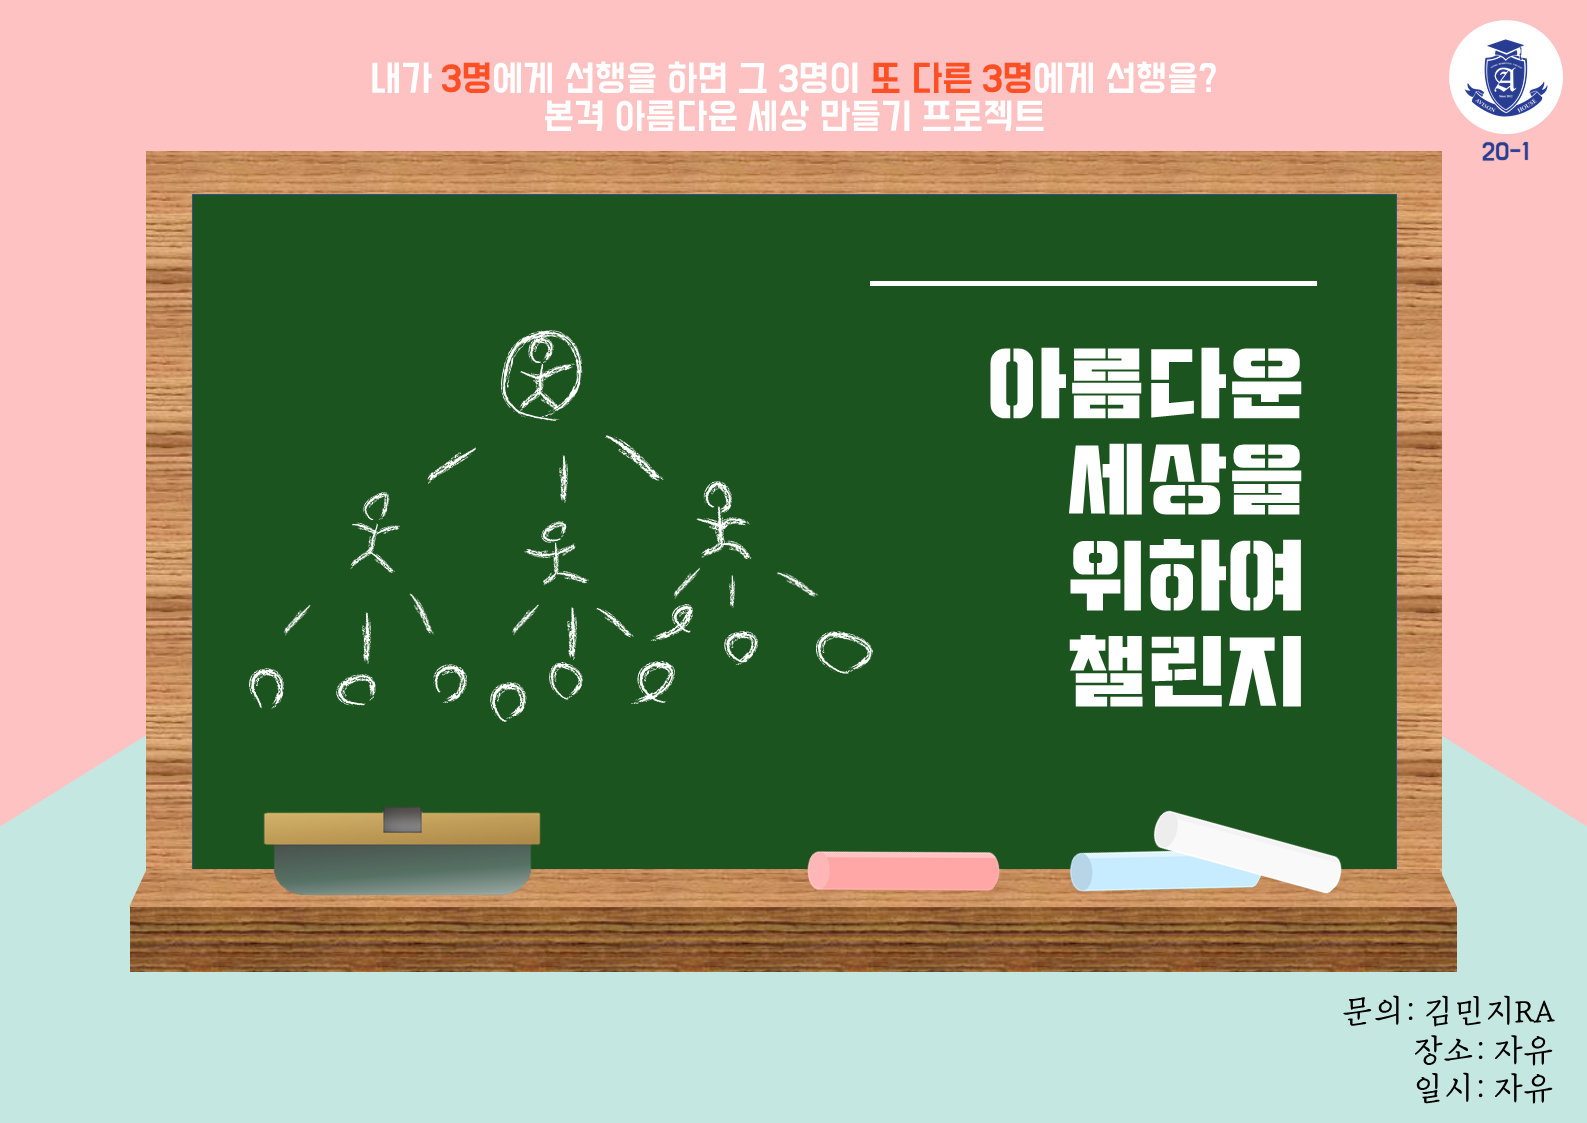 내가 3명에게 선행을 하면 그 3명이 또 다른 3명에게 선행을?
본격 아름다운 세상 만들기 프로젝트
A
AVISON HOUSE
20-1
아름다운
세상을
위하여
챌린지
문의: 김민지RA
장소: 자유
일시: 자유